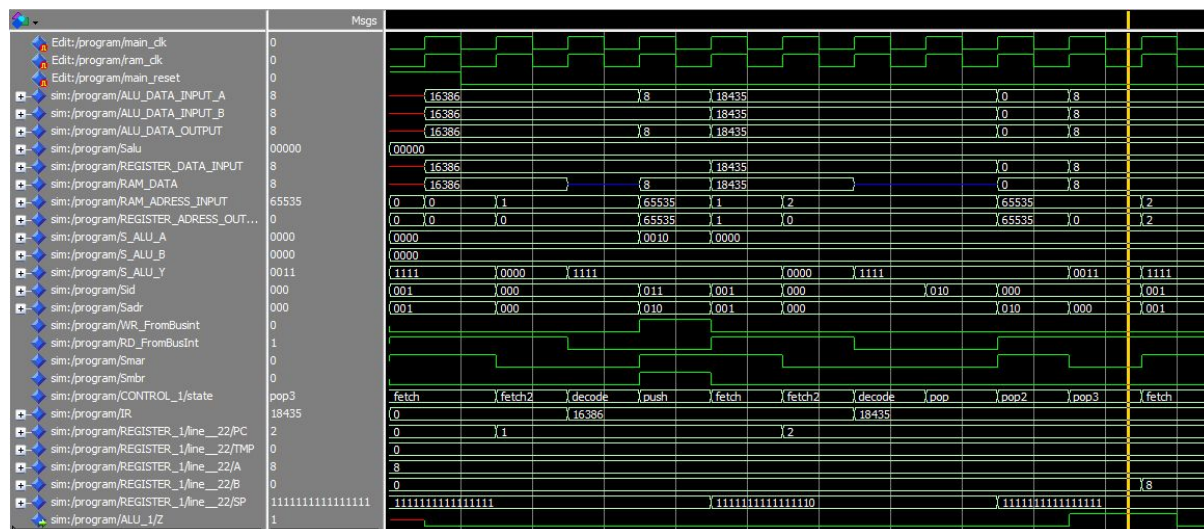 Msgs
Edit:/program/main_clk 0
Edit:/program/ram_clk 0
Edit:/program/main_reset 0
sim:/program/ALU_DATA_INPUT_A 8 16386 8 18435 0 8
sim:/program/ALU_DATA_INPUT_B 8 16386 18435 0 8
sim:/program/ALU_DATA_OUTPUT 8 16386 8 18435 0 8
sim:/program/Salu 00000 00000
sim:/program/REGISTER_DATA_INPUT 8 16386 18435 0 8
sim:/program/RAM_DATA 8 16386 8 18435 0 8
sim:/program/RAM_ADRESS_INPUT 65535 0 0 1 65535 1 2 65535 2
sim:/program/REGISTER_ADRESS_OUT... 0 0 0 0 65535 1 0 65535 0 2
sim:/program/S_ALU_A 0000 0000 0010 0000
sim:/program/S_ALU_B 0000 0000
sim:/program/S_ALU_Y 0011 1111 0000 1111 0000 1111 0011 1111
sim:/program/Sid 000 001 000 011 001 000 010 000 001
sim:/program/Sadr 000 001 000 010 001 000 010 000 001
sim:/program/WR_FromBusint 0
sim:/program/RD_FromBusInt 1
sim:/program/Smar 0
sim:/program/Smbr 0
sim:/program/CONTROL_1/state pop3 fetch fetch2 decode push fetch fetch2 decode pop pop2 pop3 fetch
sim:/program/IR 18435 0 16386 18435
sim:/program/REGISTER_1/line__22/PC 2 0 1 2
sim:/program/REGISTER_1/line__22/TMP 0 0
sim:/program/REGISTER_1/line__22/A 8 8
sim:/program/REGISTER_1/line__22/B 0 0 8
sim:/program/REGISTER_1/line__22/SP 1111111111111111 1111111111111111 1111111111111110 1111111111111111
sim:/program/ALU_1/Z 1